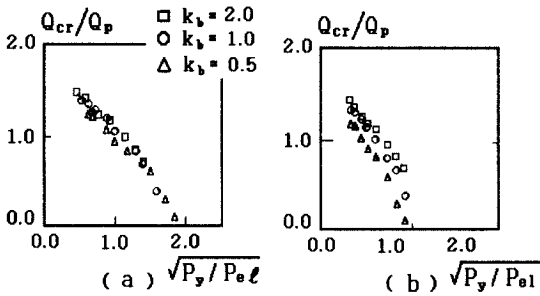 Q_cr/Q_p
□ k_b = 2.0
○ k_b = 1.0
△ k_b = 0.5
2.0
1.0
0.0
0.0 1.0 2.0
(a) √P_y/P_eℓ
Q_cr/Q_p
2.0
1.0
0.0
0.0 1.0 2.0
(b) √P_y/P_el